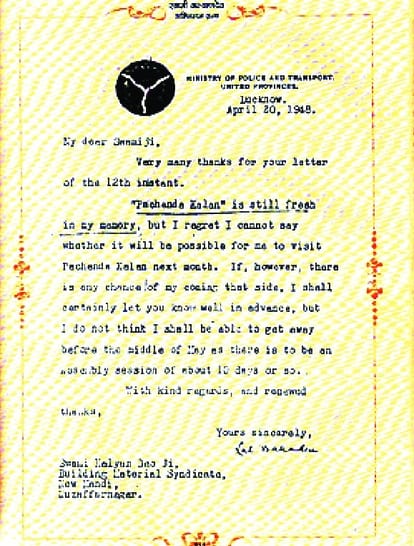 MINISTRY OF POLICE AND TRANSPORT,
UNITED PROVINCES.
Lucknow.
April 20, 1948.
My dear Swamiji,
Very many thanks for your letter
of the 12th instant.
"Pachenda Kalan" is still fresh
in my memory, but I regret I cannot say
whether it will be possible for me to visit
Pachenda Kalan next month. If, however, there
is any chance of my coming that side, I shall
certainly let you know well in advance, but
I do not think I shall be able to get away
before the middle of May as there is to be an
assembly session of about 10 days or so.
With kind regards, and renewed
thanks,
Yours sincerely,
Lal Bahadur
Swami Kalyan Deo Ji,
Building Material Syndicate,
New Mandi,
Muzaffarnagar.